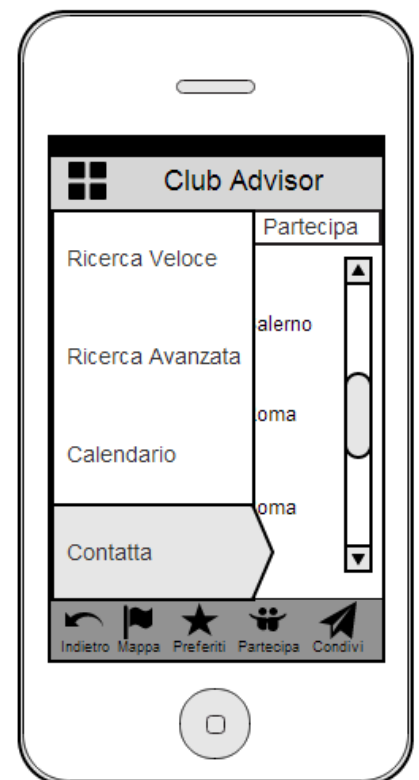 Club Advisor
Partecipa
Ricerca Veloce
alerno
Ricerca Avanzata
oma
Calendario
oma
Contatta
Indietro Mappa Preferiti Partecipa Condivi